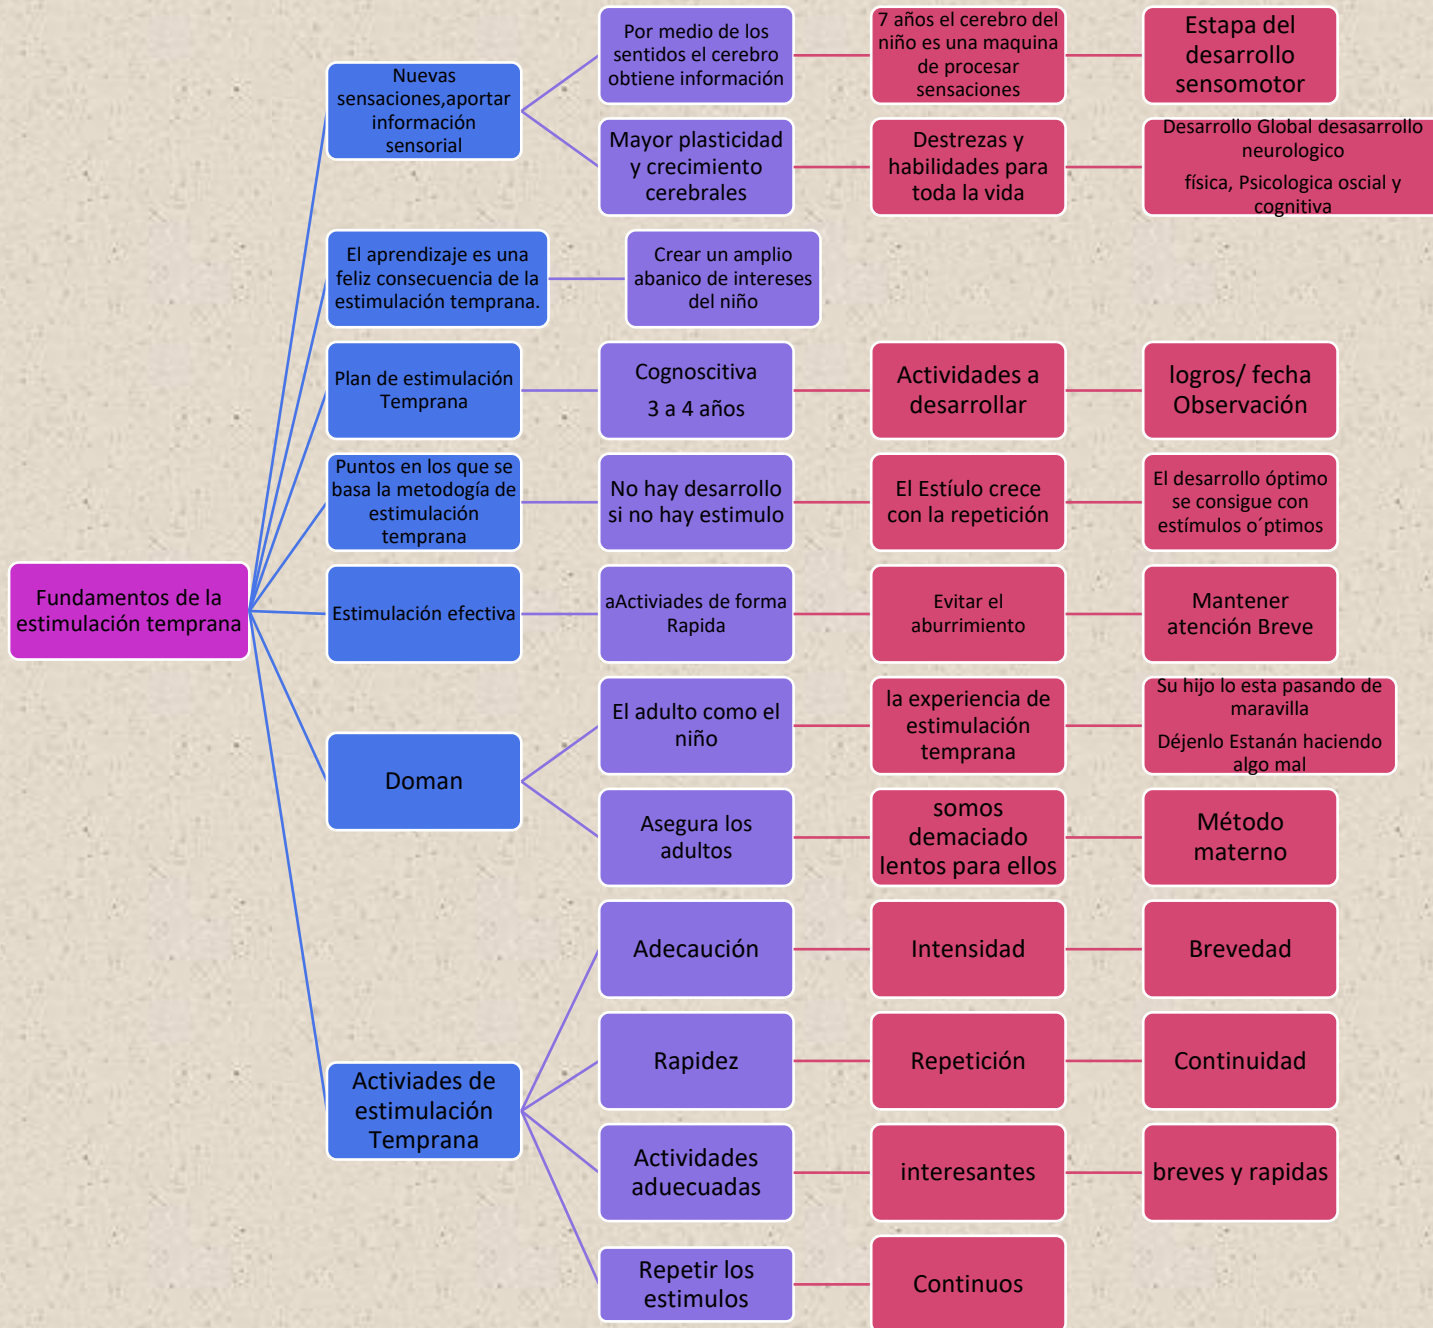 Fundamentos de la
estimulación temprana
Nuevas
sensaciones,aportar
información
sensorial
Por medio de los
sentidos el cerebro
obtiene información
7 años el cerebro del
niño es una maquina
de procesar
sensaciones
Estapa del
desarrollo
sensomotor
Mayor plasticidad
y crecimiento
cerebrales
Destrezas y
habilidades para
toda la vida
Desarrollo Global desasarrollo
neurologico
física, Psicologica oscial y
cognitiva
El aprendizaje es una
feliz consecuencia de la
estimulación temprana.
Crear un amplio
abanico de intereses
del niño
Plan de estimulación
Temprana
Cognoscitiva
3 a 4 años
Actividades a
desarrollar
logros/ fecha
Observación
Puntos en los que se
basa la metodogía de
estimulación
temprana
No hay desarrollo
si no hay estimulo
El Estíulo crece
con la repetición
El desarrollo óptimo
se consigue con
estímulos o´ptimos
Estimulación efectiva
aActiviades de forma
Rapida
Evitar el
aburrimiento
Mantener
atención Breve
Doman
El adulto como el
niño
la experiencia de
estimulación
temprana
Su hijo lo esta pasando de
maravilla
Déjenlo Estanán haciendo
algo mal
Asegura los
adultos
somos
demaciado
lentos para ellos
Método
materno
Activiades de
estimulación
Temprana
Adecaución
Intensidad
Brevedad
Rapidez
Repetición
Continuidad
Actividades
aduecuadas
interesantes
breves y rapidas
Repetir los
estimulos
Continuos